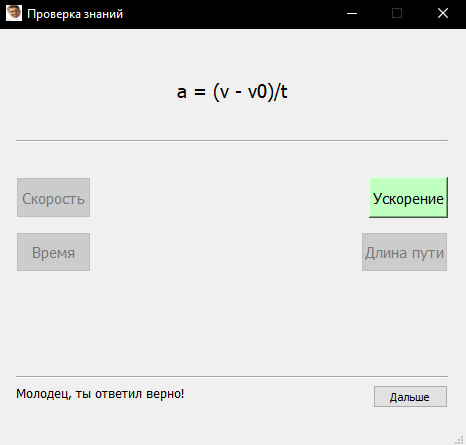 Проверка знаний
a = (v - v0)/t
Скорость
Ускорение
Время
Длина пути
Молодец, ты ответил верно!
Дальше